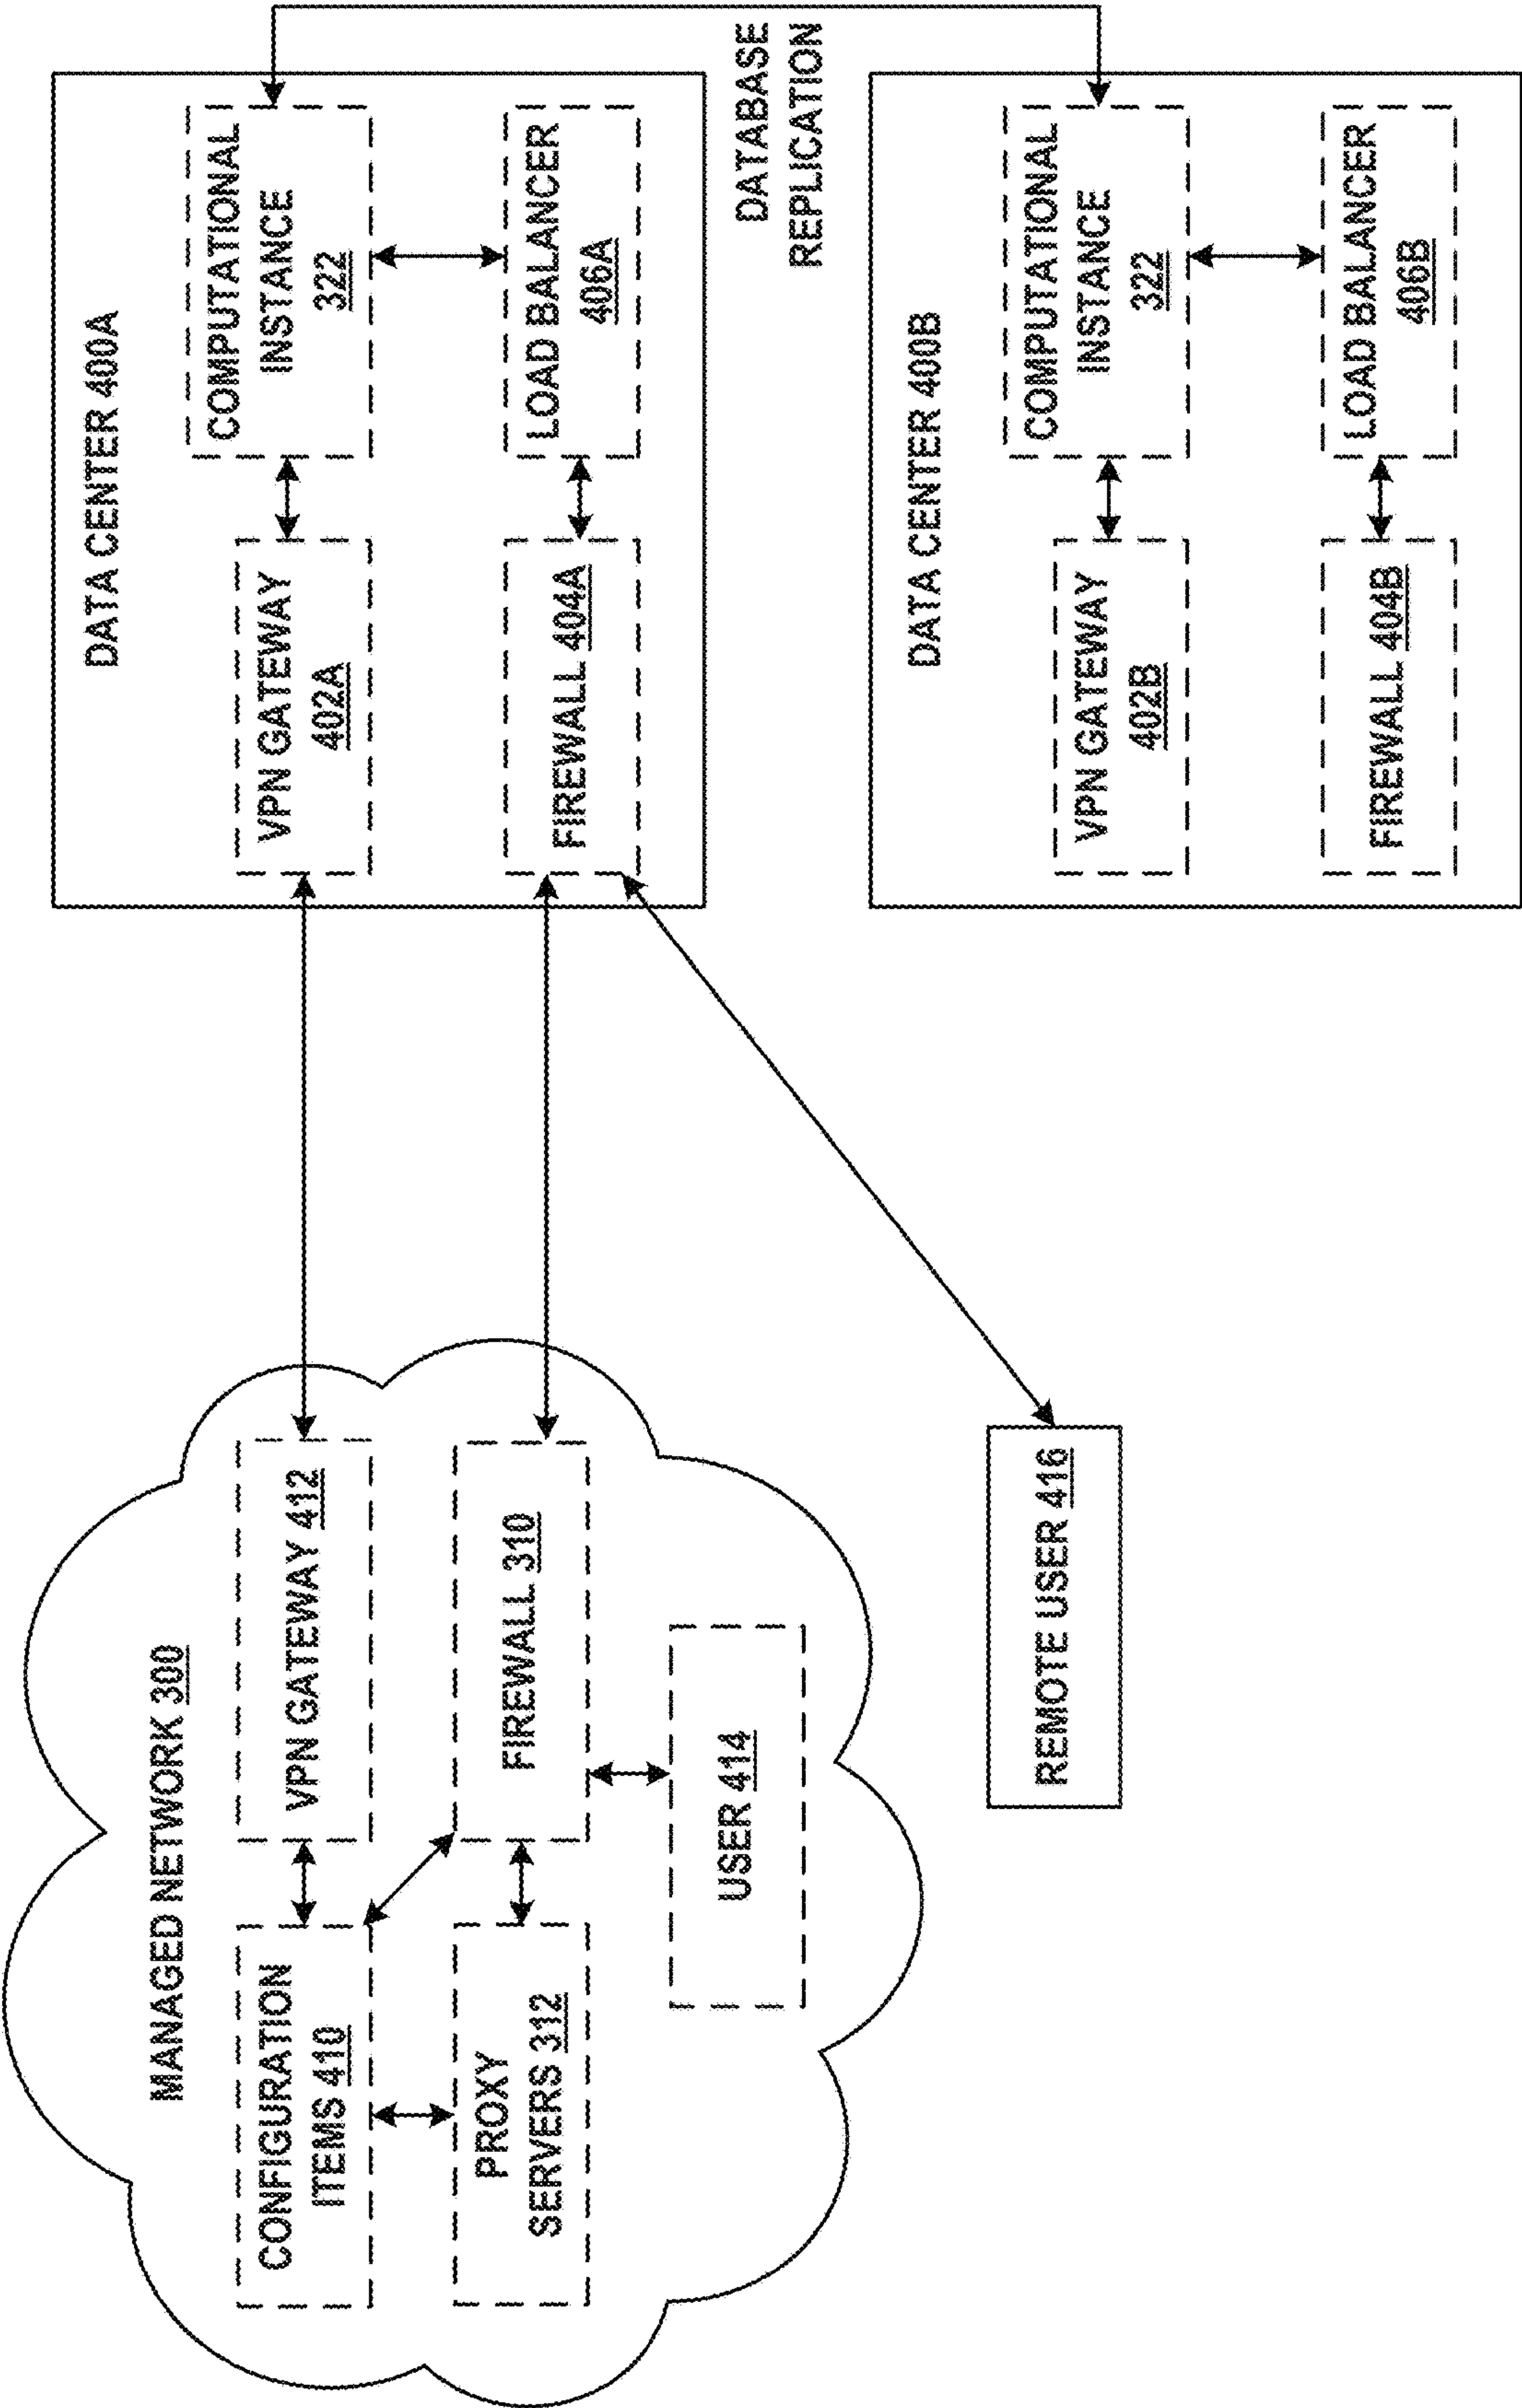 MANAGED NETWORK 300
CONFIGURATION
ITEMS 410
VPN GATEWAY 412
PROXY
SERVERS 312
FIREWALL 310
USER 414
REMOTE USER 416
DATA CENTER 400A
VPN GATEWAY
402A
COMPUTATIONAL
INSTANCE
322
FIREWALL 404A
LOAD BALANCER
406A
DATABASE
REPLICATION
DATA CENTER 400B
VPN GATEWAY
402B
COMPUTATIONAL
INSTANCE
322
FIREWALL 404B
LOAD BALANCER
406B